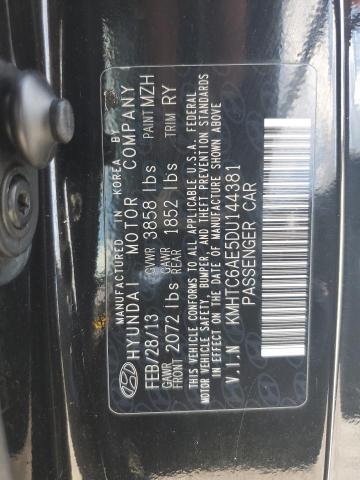 MANUFACTURED IN KOREA BY
HYUNDAI MOTOR COMPANY
FEB/28/13 GVWR 3858 lbs PAINT MZH
GAWR FRONT 2072 lbs GAWR REAR 1852 lbs TRIM RY
THIS VEHICLE CONFORMS TO ALL APPLICABLE U.S.A. FEDERAL
MOTOR VEHICLE SAFETY, BUMPER, AND THEFT PREVENTION STANDARDS
IN EFFECT ON THE DATE OF MANUFACTURE SHOWN ABOVE
V.I.N KMHTC6AE5DU144381
PASSENGER CAR